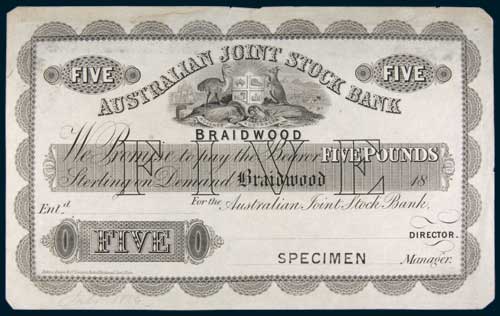 FIVE FIVE
AUSTRALIAN JOINT STOCK BANK
BRAIDWOOD
We Promise to pay the Bearer FIVE POUNDS
FIVE
Sterling on Demand Braidwood 18
Ent.d For the Australian Joint Stock Bank.
DIRECTOR.
0 FIVE 0
SPECIMEN Manager.